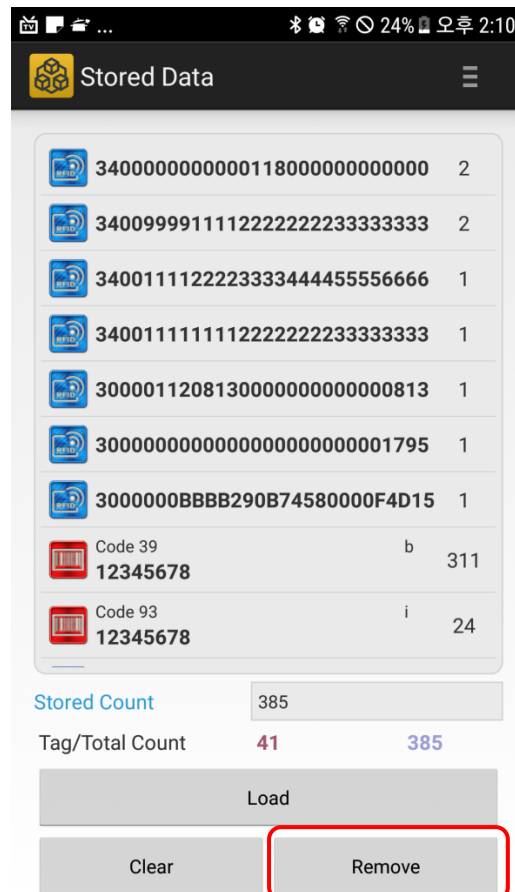 ... 24% 오후 2:10
Stored Data
3400000000000118000000000000 2
3400999911112222222233333333 2
3400111122223333444455556666 1
3400111111112222222233333333 1
3000011208130000000000000813 1
3000000000000000000000001795 1
3000000BBBB290B74580000F4D15 1
Code 39 b
12345678 311
Code 93 i
12345678 24
Stored Count 385
Tag/Total Count 41 385
Load
Clear Remove